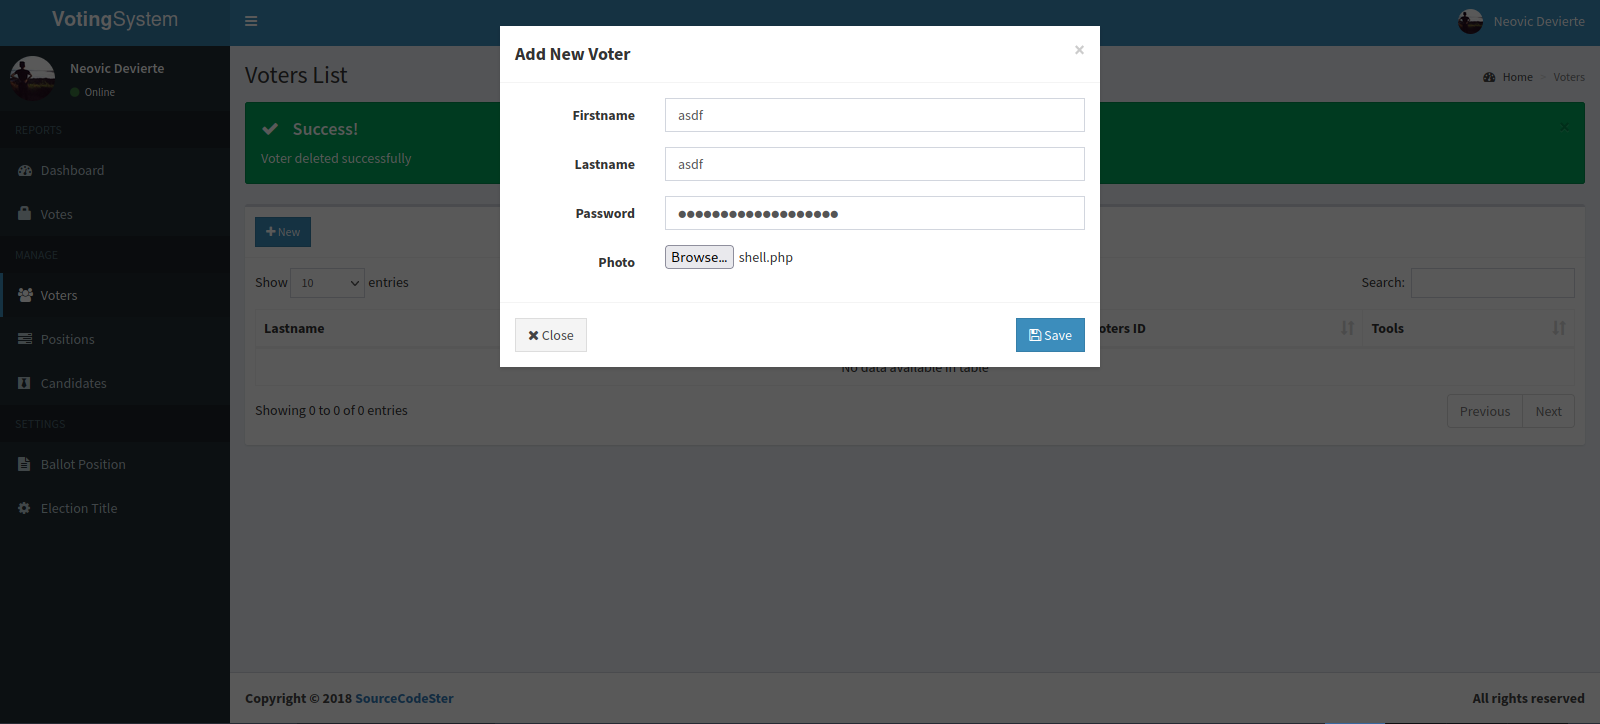 VotingSystem
Neovic Devierte
Neovic Devierte
Online
REPORTS
Dashboard
Votes
MANAGE
Voters
Positions
Candidates
SETTINGS
Ballot Position
Election Title
Voters List
Home > Voters
Success!
Voter deleted successfully
×
New
Show 10 entries
Search:
Lastname
oters ID
Tools
No data available in table
Showing 0 to 0 of 0 entries
Previous Next
Add New Voter
×
Firstname asdf
Lastname asdf
Password ●●●●●●●●●●●●●●●●●●●
Photo Browse... shell.php
Close
Save
Copyright © 2018 SourceCodeSter
All rights reserved